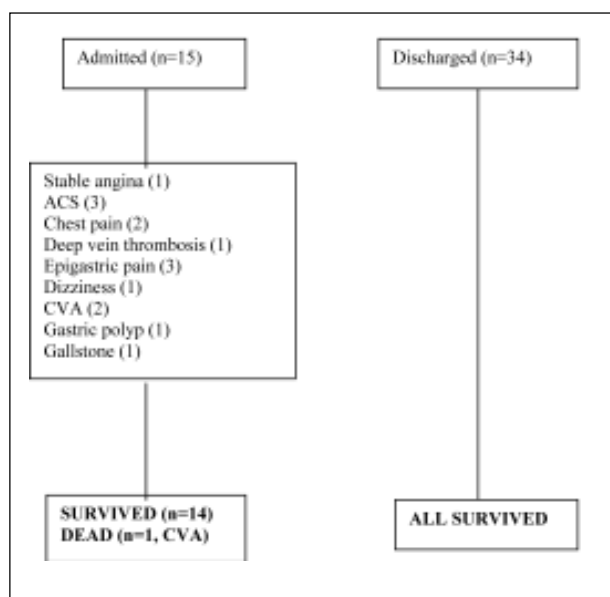 Admitted (n=15)
Discharged (n=34)
Stable angina (1)
ACS (3)
Chest pain (2)
Deep vein thrombosis (1)
Epigastric pain (3)
Dizziness (1)
CVA (2)
Gastric polyp (1)
Gallstone (1)
SURVIVED (n=14)
DEAD (n=1, CVA)
ALL SURVIVED